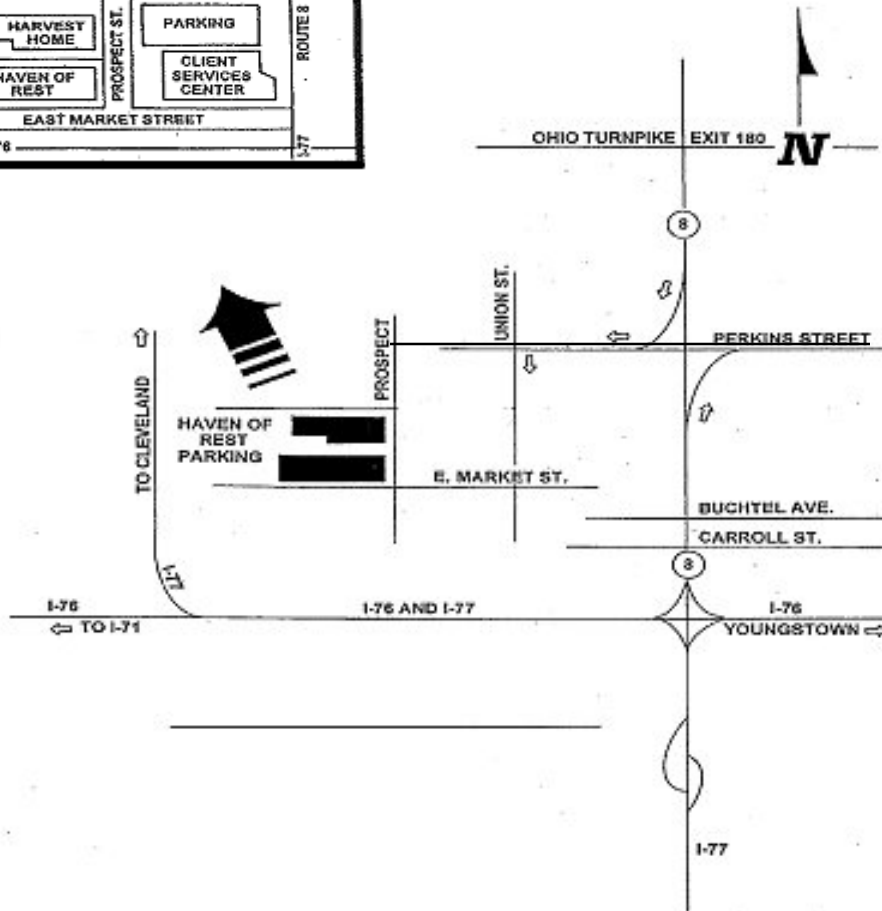 HARVEST
HOME
HAVEN OF
REST
PROSPECT ST.
PARKING
CLIENT
SERVICES
CENTER
ROUTE 8
EAST MARKET STREET
I-77
OHIO TURNPIKE EXIT 180
N
8
UNION ST.
PROSPECT
PERKINS STREET
TO CLEVELAND
HAVEN OF
REST
PARKING
E. MARKET ST.
BUCHTEL AVE.
CARROLL ST.
8
I-77
I-76
TO I-71
I-76 AND I-77
I-76
YOUNGSTOWN
I-77